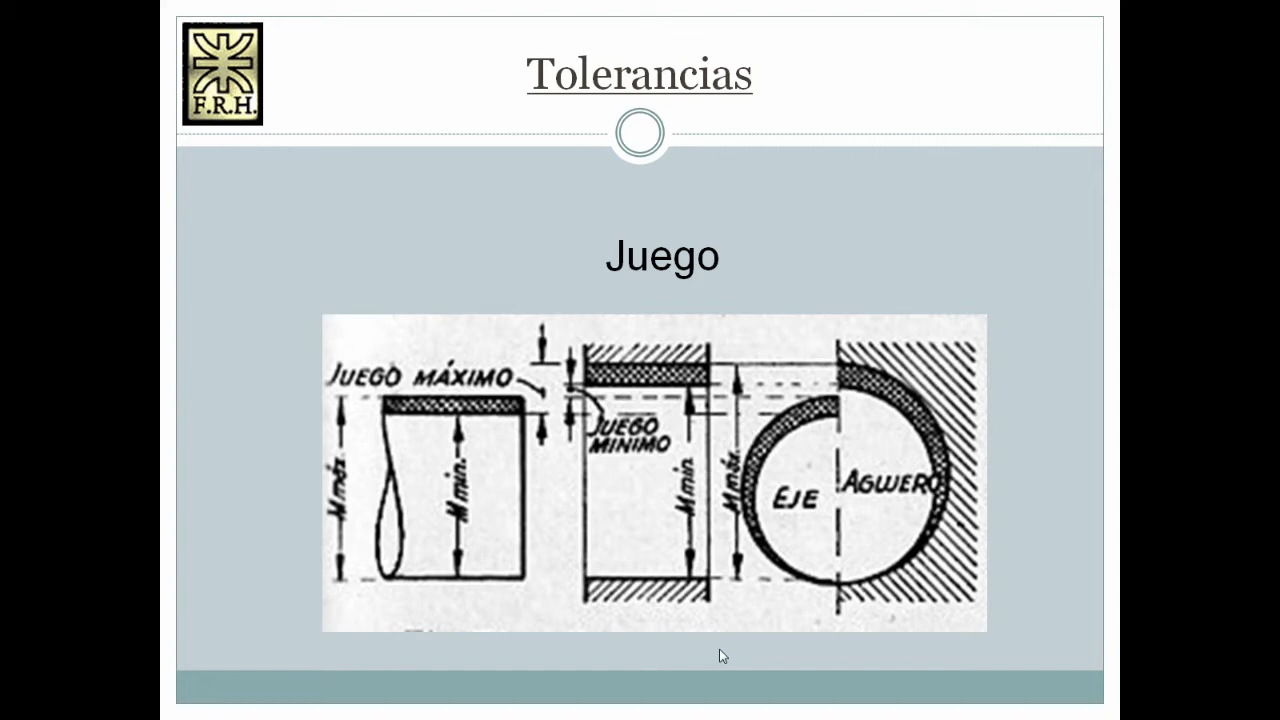 F.R.H.
Tolerancias
Juego
JUEGO MÁXIMO
JUEGO
MINIMO
M máx.
M min.
M min
M máx.
EJE
AGUJERO